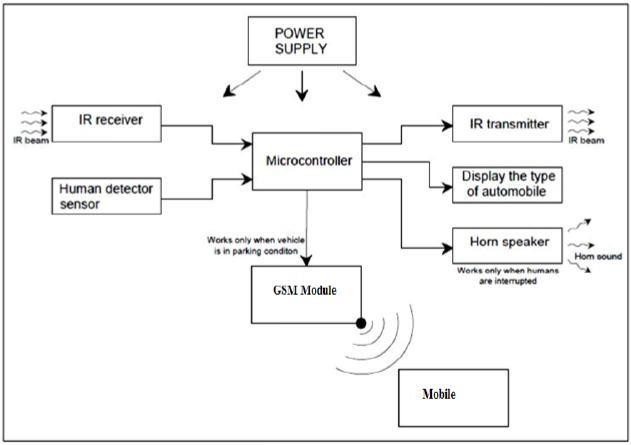 POWER
SUPPLY
IR receiver
IR beam
IR transmitter
IR beam
Microcontroller
Human detector
sensor
Display the type
of automobile
Works only when vehicle
is in parking conditon
Horn speaker
Horn sound
Works only when humans
are interrupted
GSM Module
Mobile